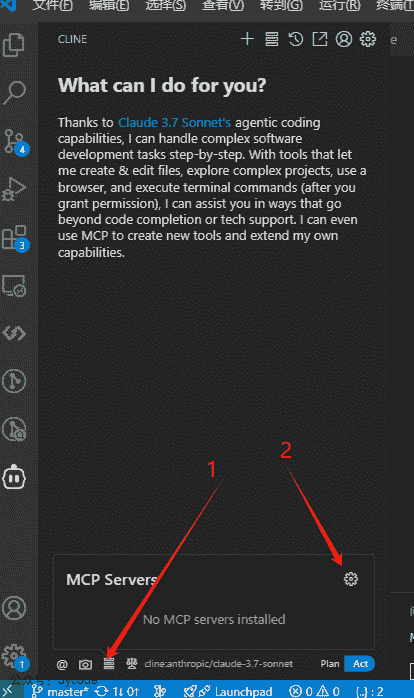 文件(F) 编辑(E) 选择(S) 查看(V) 转到(G) 运行(R) 终端(T
CLINE
e
What can I do for you?
Thanks to Claude 3.7 Sonnet's agentic coding
capabilities, I can handle complex software
development tasks step-by-step. With tools that let
me create & edit files, explore complex projects, use a
browser, and execute terminal commands (after you
grant permission), I can assist you in ways that go
beyond code completion or tech support. I can even
use MCP to create new tools and extend my own
capabilities.
4
3
1
2
MCP Servers
No MCP servers installed
@ cline:anthropic/claude-3.7-sonnet Plan Act
1
master* 1↓ 0↑ Launchpad 0 0 {..} : 2